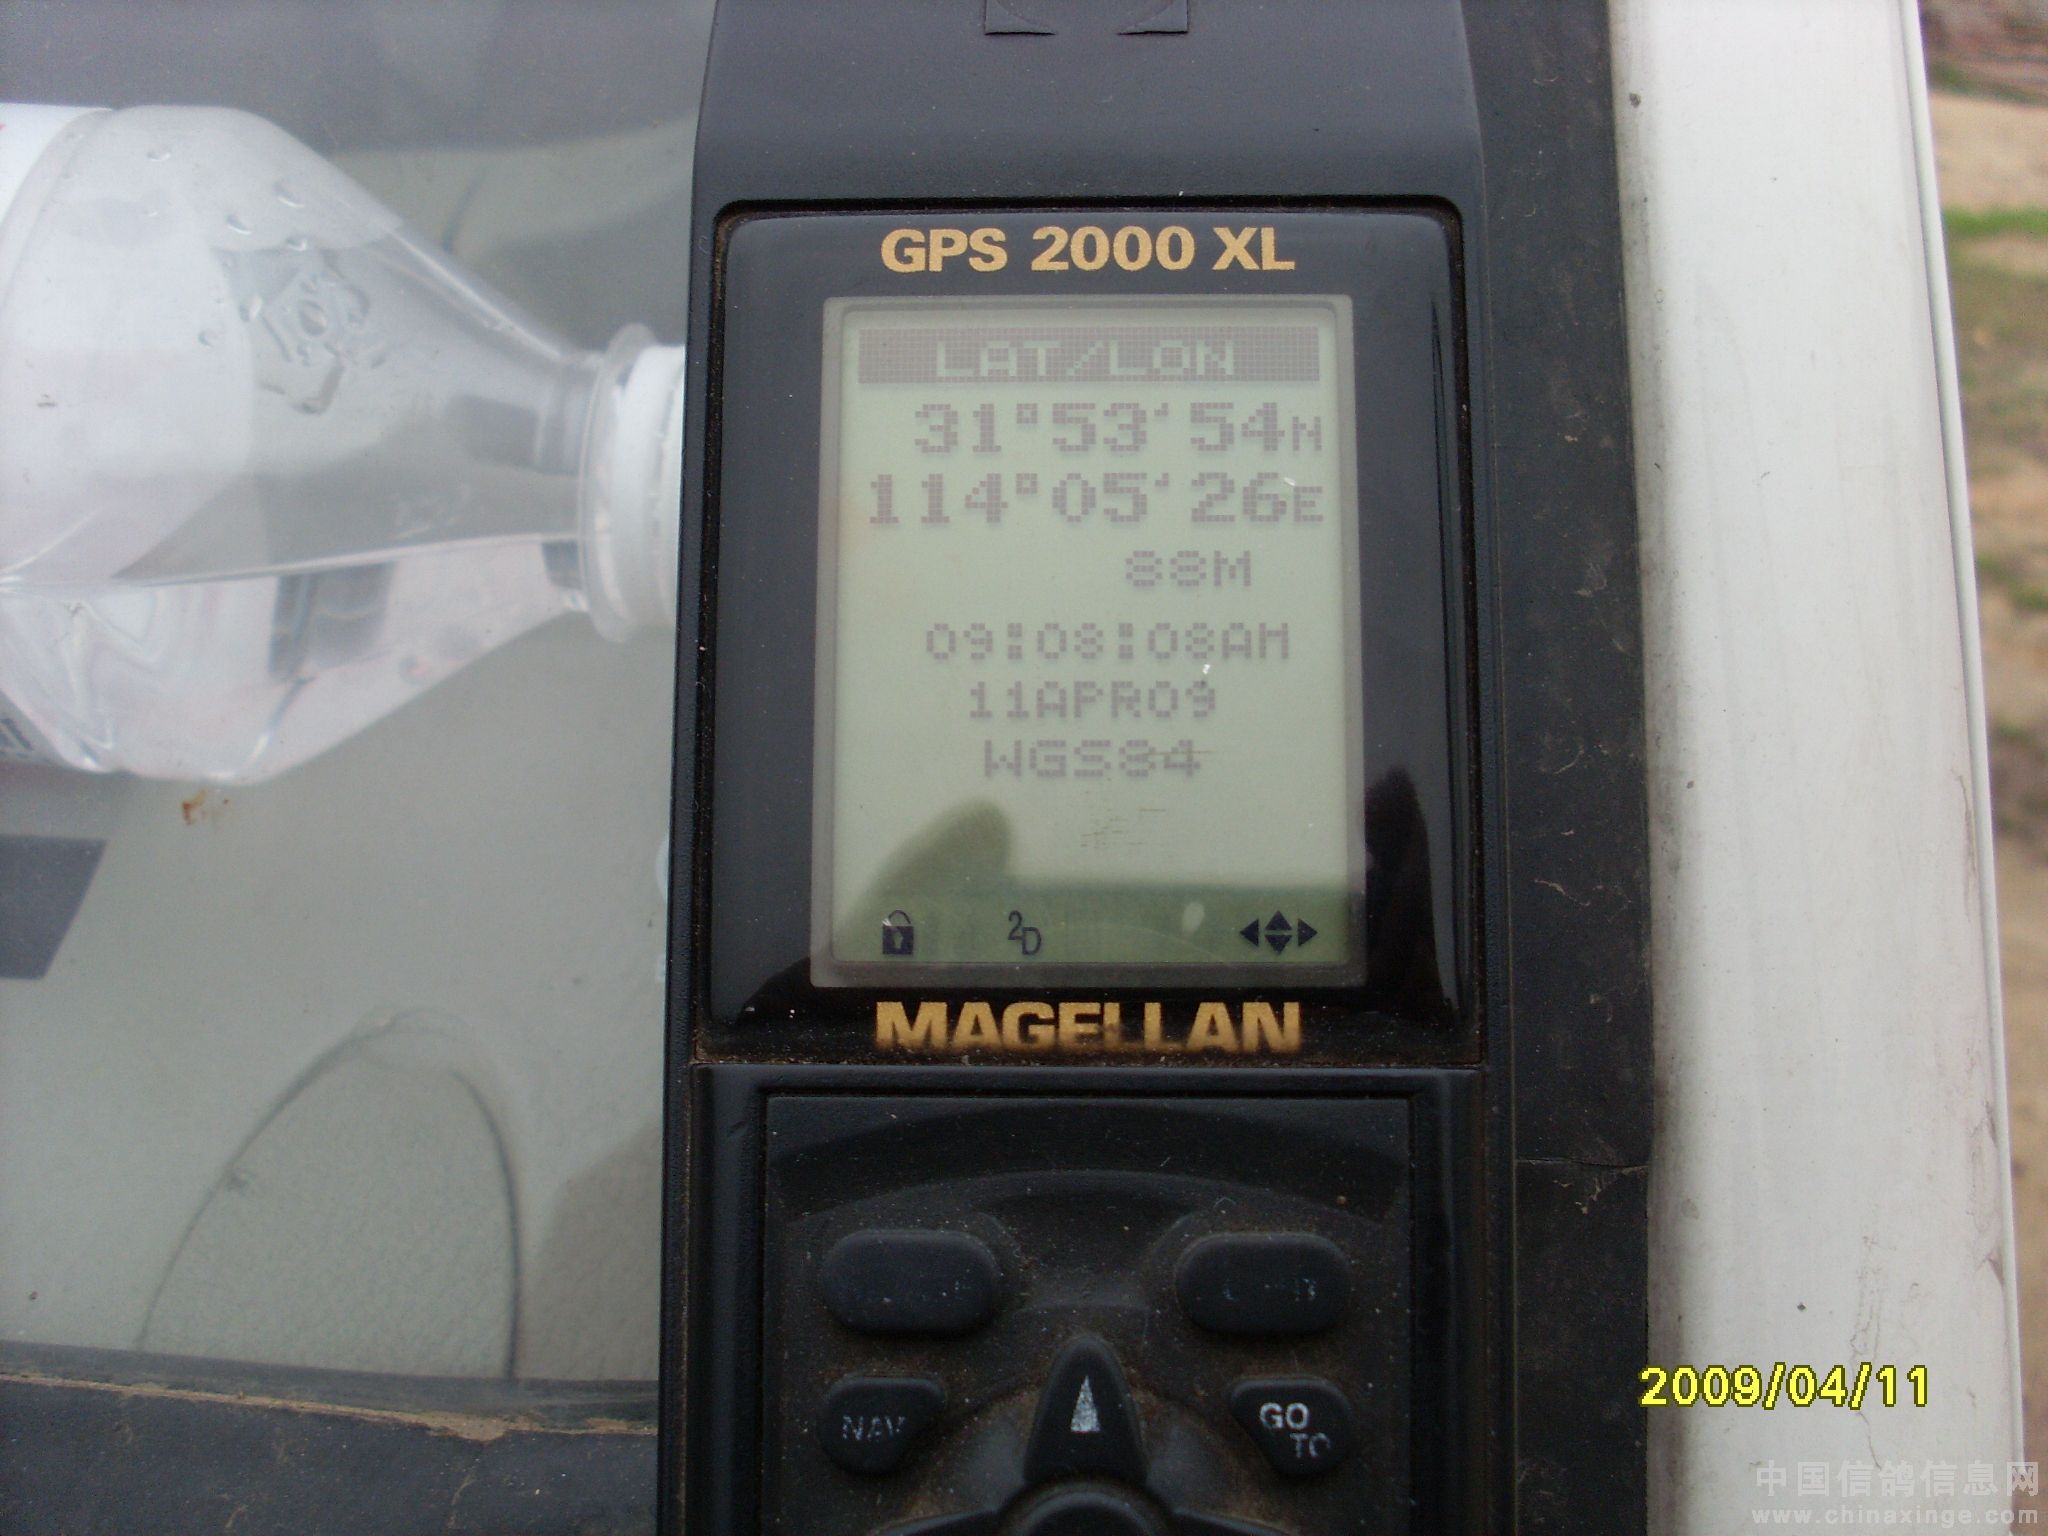 GPS 2000 XL
LAT/LON
31°53'54N
114°05'26E
88M
09:08:08AM
11APR09
WGS84
2D
MAGELLAN
NAV
GO
TO
2009/04/11
中国信鸽信息网
www.chinaxinge.com